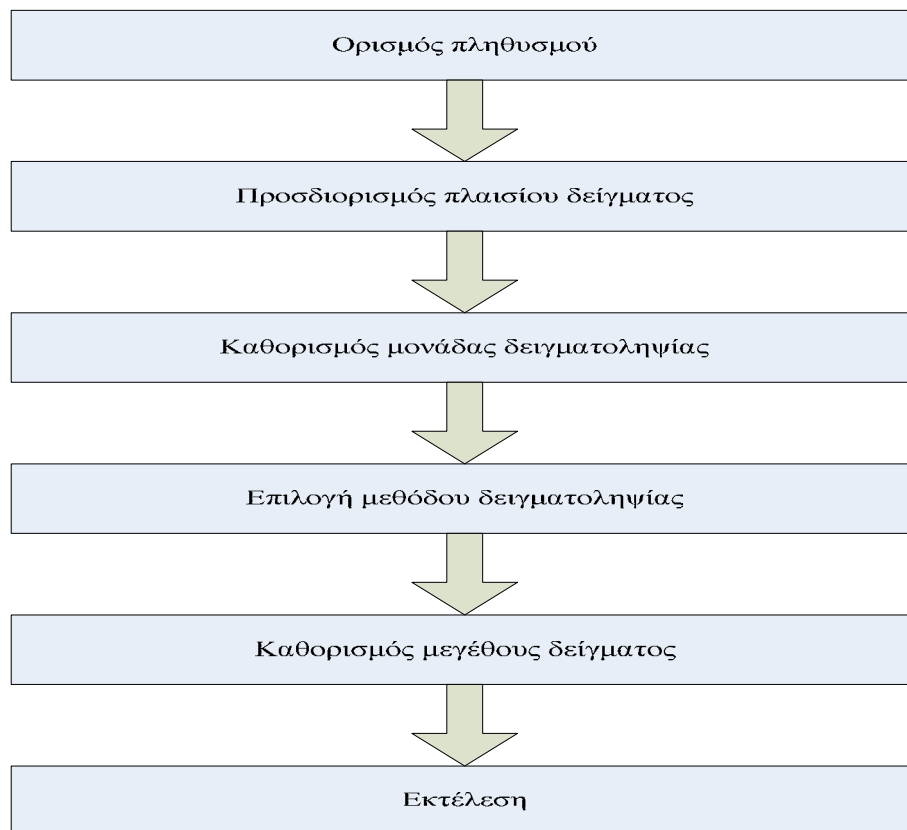 Ορισμός πληθυσμού
Προσδιορισμός πλαισίου δείγματος
Καθορισμός μονάδας δειγματοληψίας
Επιλογή μεθόδου δειγματοληψίας
Καθορισμός μεγέθους δείγματος
Εκτέλεση